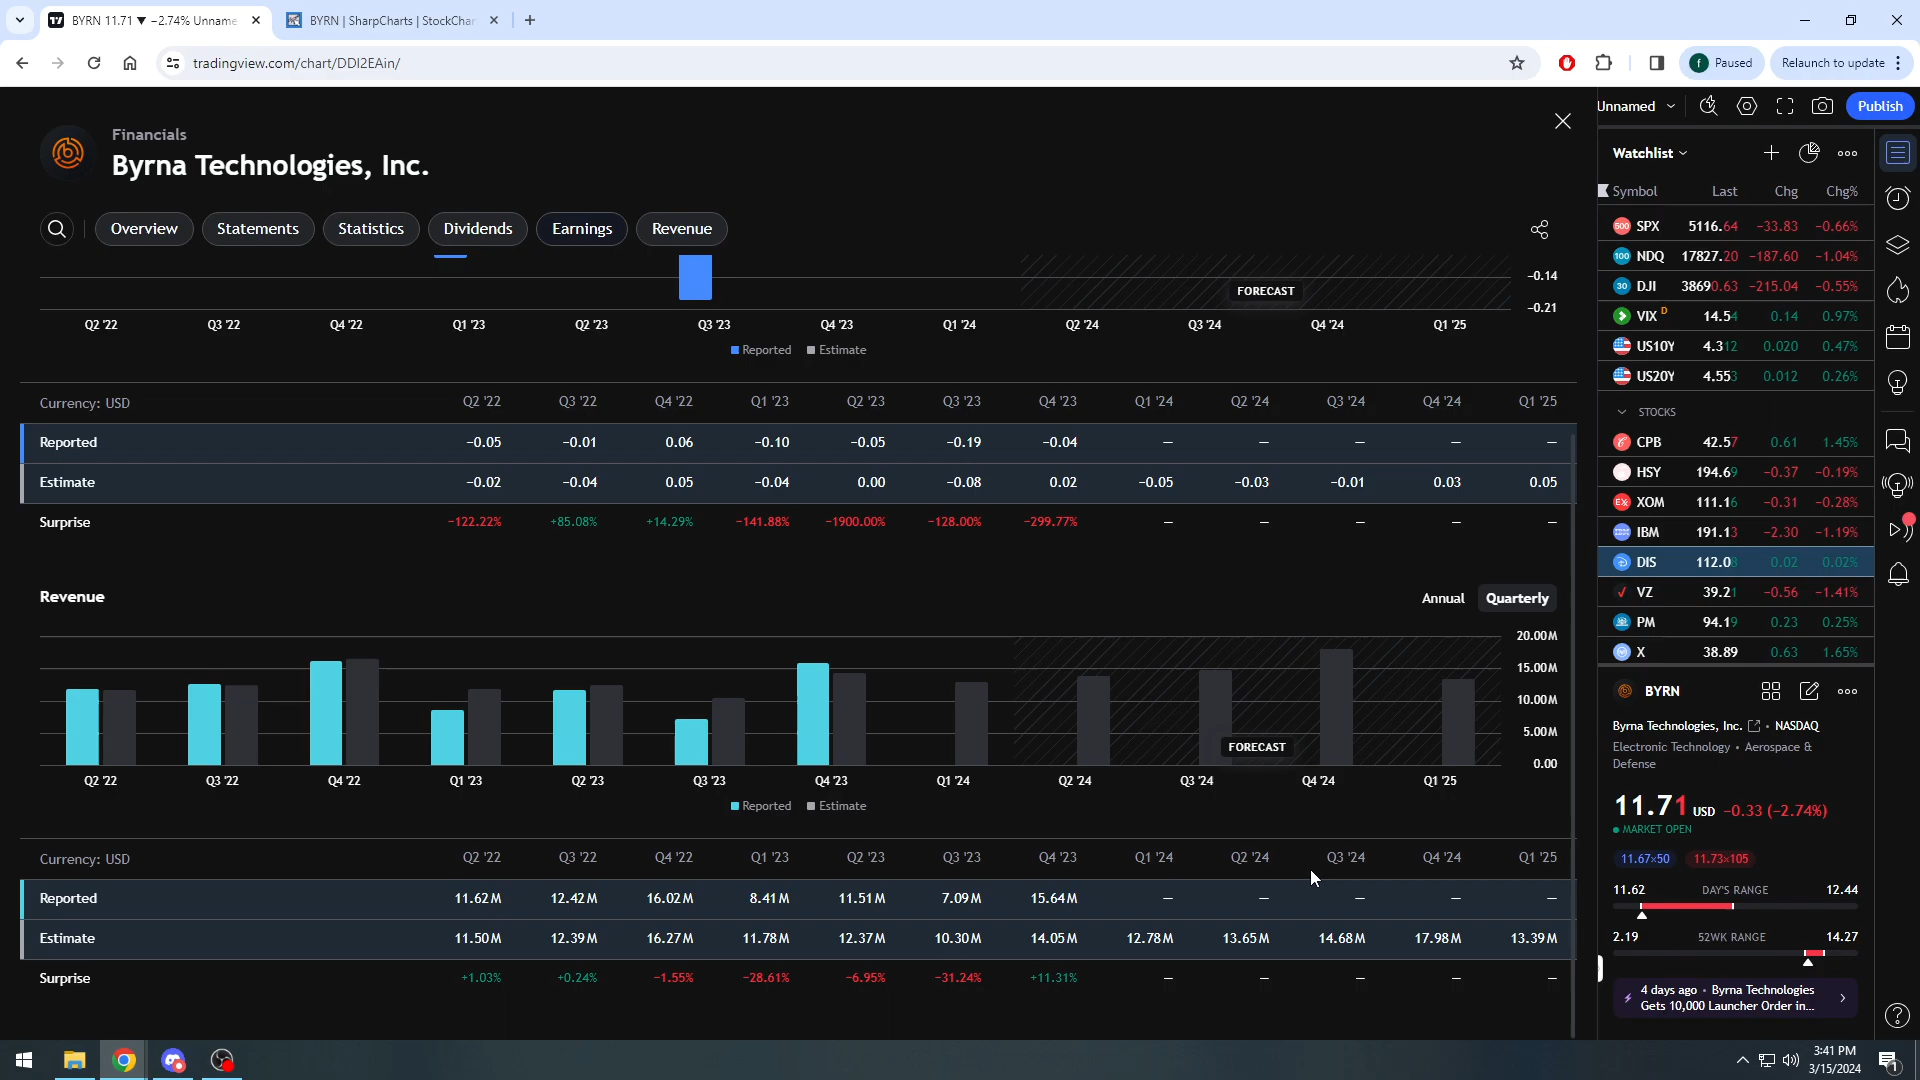 BYRN 11.71 ▼ −2.74% Unname
BYRN | SharpCharts | StockChar
tradingview.com/chart/DDI2EAin/
f Paused
Relaunch to update
Financials
Byrna Technologies, Inc.
Overview Statements Statistics Dividends Earnings Revenue
−0.14
FORECAST
−0.21
Q2 '22 Q3 '22 Q4 '22 Q1 '23 Q2 '23 Q3 '23 Q4 '23 Q1 '24 Q2 '24 Q3 '24 Q4 '24 Q1 '25
Reported Estimate
Currency: USD Q2 '22 Q3 '22 Q4 '22 Q1 '23 Q2 '23 Q3 '23 Q4 '23 Q1 '24 Q2 '24 Q3 '24 Q4 '24 Q1 '25
Reported −0.05 −0.01 0.06 −0.10 −0.05 −0.19 −0.04 — — — — —
Estimate −0.02 −0.04 0.05 −0.04 0.00 −0.08 0.02 −0.05 −0.03 −0.01 0.03 0.05
Surprise −122.22% +85.08% +14.29% −141.88% −1900.00% −128.00% −299.77% — — — — —
Revenue
Annual Quarterly
20.00M
15.00M
10.00M
5.00M
FORECAST
0.00
Q2 '22 Q3 '22 Q4 '22 Q1 '23 Q2 '23 Q3 '23 Q4 '23 Q1 '24 Q2 '24 Q3 '24 Q4 '24 Q1 '25
Reported Estimate
Currency: USD Q2 '22 Q3 '22 Q4 '22 Q1 '23 Q2 '23 Q3 '23 Q4 '23 Q1 '24 Q2 '24 Q3 '24 Q4 '24 Q1 '25
Reported 11.62M 12.42M 16.02M 8.41M 11.51M 7.09M 15.64M — — — — —
Estimate 11.50M 12.39M 16.27M 11.78M 12.37M 10.30M 14.05M 12.78M 13.65M 14.68M 17.98M 13.39M
Surprise +1.03% +0.24% −1.55% −28.61% −6.95% −31.24% +11.31% — — — — —
Unnamed
Publish
Watchlist
Symbol Last Chg Chg%
500 SPX 5116.64 −33.83 −0.66%
100 NDQ 17827.20 −187.60 −1.04%
30 DJI 38690.63 −215.04 −0.55%
VIX D 14.54 0.14 0.97%
US10Y 4.312 0.020 0.47%
US20Y 4.553 0.012 0.26%
STOCKS
CPB 42.57 0.61 1.45%
HSY 194.69 −0.37 −0.19%
XOM 111.16 −0.31 −0.28%
IBM 191.13 −2.30 −1.19%
DIS 112.08 0.02 0.02%
VZ 39.21 −0.56 −1.41%
PM 94.19 0.23 0.25%
X 38.89 0.63 1.65%
BYRN
Byrna Technologies, Inc. • NASDAQ
Electronic Technology • Aerospace &
Defense
11.71 USD −0.33 (−2.74%)
MARKET OPEN
11.67×50 11.73×105
11.62 DAY'S RANGE 12.44
2.19 52WK RANGE 14.27
4 days ago • Byrna Technologies
Gets 10,000 Launcher Order in...
3:41 PM
3/15/2024
1